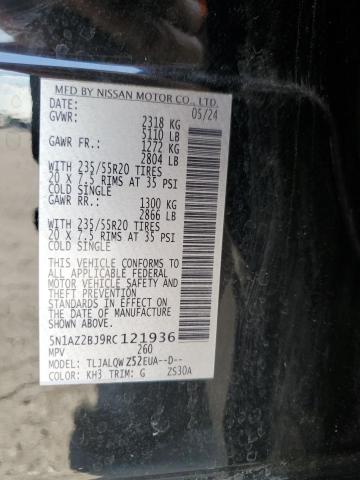 MFD BY NISSAN MOTOR CO., LTD.
DATE: 05/24
GVWR: 2318 KG
5110 LB
GAWR FR.: 1272 KG
2804 LB
WITH 235/55R20 TIRES
20 X 7.5 RIMS AT 35 PSI
COLD SINGLE
GAWR RR.: 1300 KG
2866 LB
WITH 235/55R20 TIRES
20 X 7.5 RIMS AT 35 PSI
COLD SINGLE
THIS VEHICLE CONFORMS TO
ALL APPLICABLE FEDERAL
MOTOR VEHICLE SAFETY
AND THEFT PREVENTION
STANDARDS IN EFFECT ON
THE DATE OF MANUFACTURE
SHOWN ABOVE.
5N1AZ2BJ9RC121936
MPV 260
MODEL: TLJALQWZ52EUA--D--
COLOR: KH3 TRIM: G ZS30A